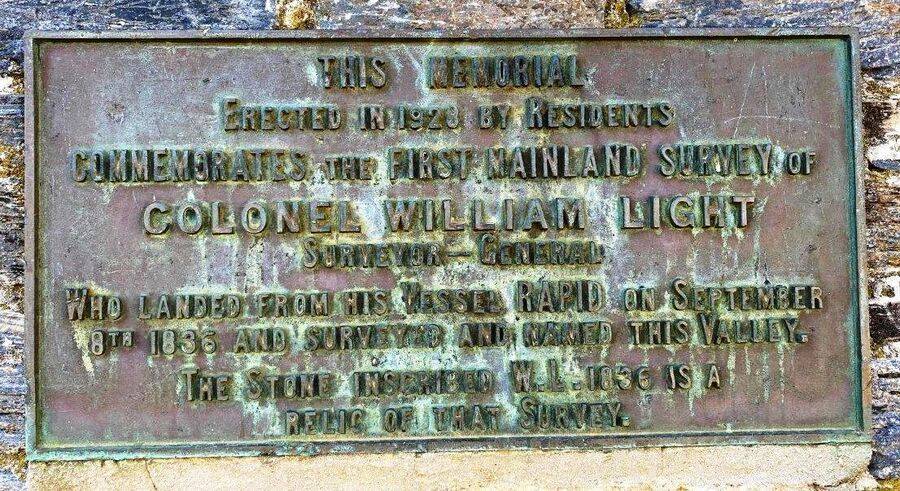 THIS MEMORIAL
ERECTED IN 1928 BY RESIDENTS
COMMEMORATES THE FIRST MAINLAND SURVEY OF
COLONEL WILLIAM LIGHT
SURVEYOR-GENERAL
WHO LANDED FROM HIS VESSEL RAPID ON SEPTEMBER
8TH 1836 AND SURVEYED AND NAMED THIS VALLEY.
THE STONE INSCRIBED W.L. 1836 IS A
RELIC OF THAT SURVEY.